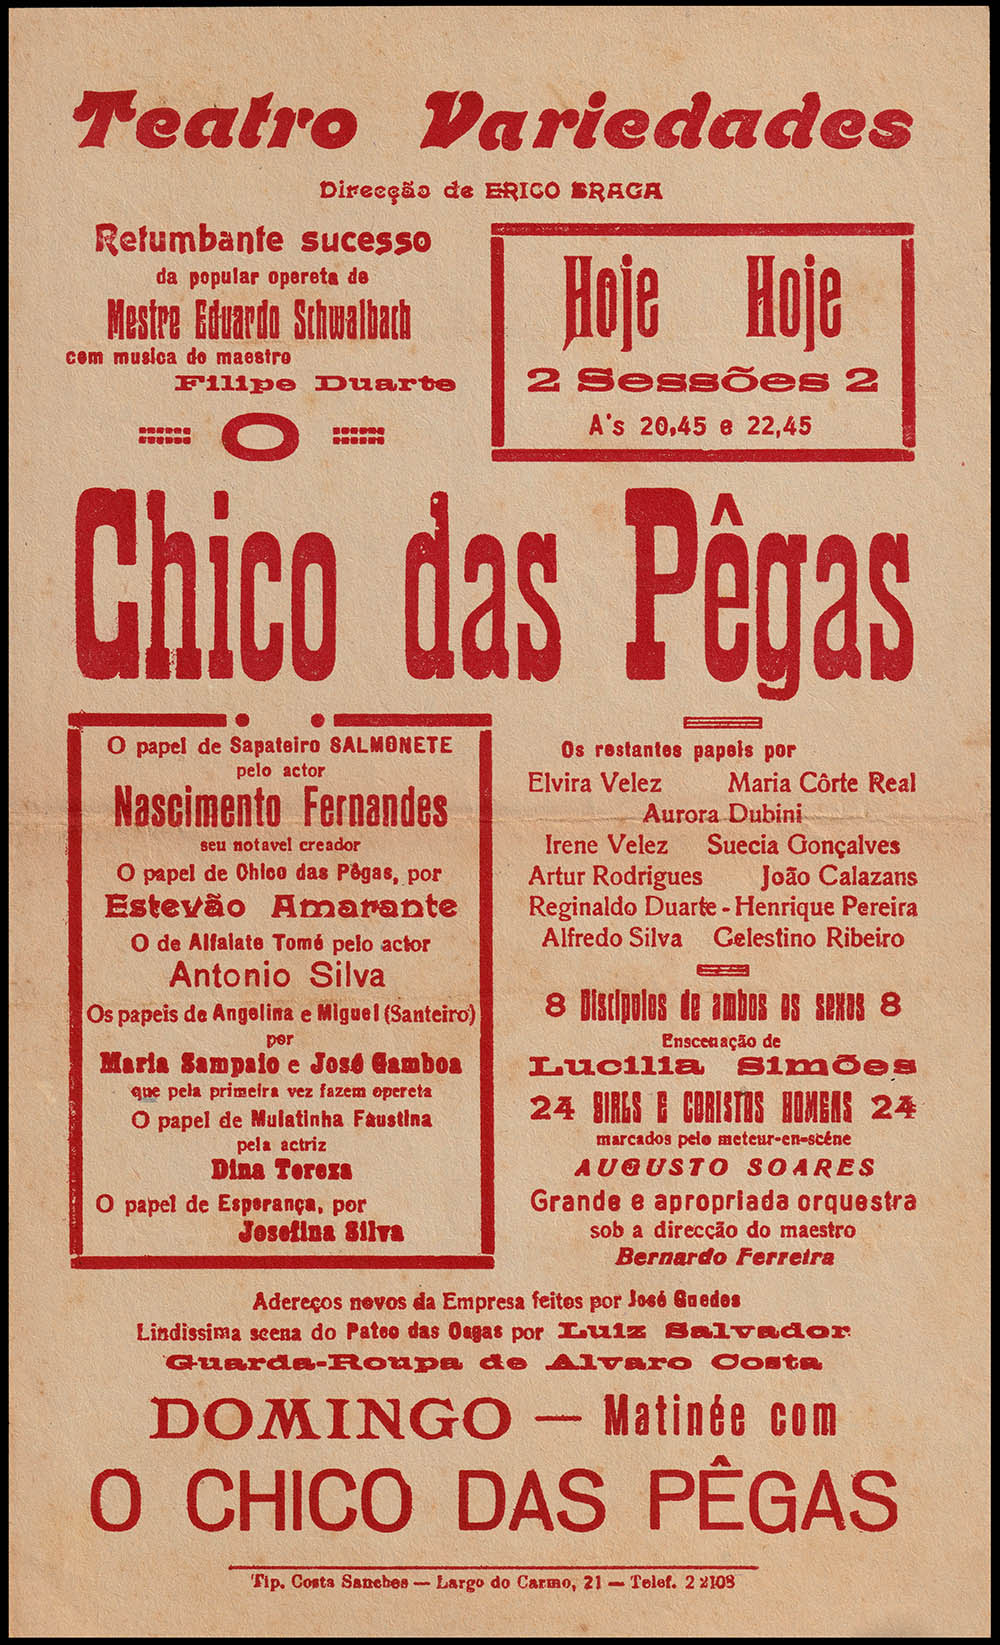 Teatro Variedades
Direcção de ERICO BRAGA
Retumbante sucesso
da popular opereta de
Mestre Eduardo Schwalbach
com musica do maestro
Filipe Duarte
O
Hoje Hoje
2 Sessões 2
A's 20,45 e 22,45
Chico das Pêgas
O papel de Sapateiro SALMONETE
pelo actor
Nascimento Fernandes
seu notavel creador
O papel de Chico das Pêgas, por
Estevão Amarante
O de Alfaiate Tomé pelo actor
Antonio Silva
Os papeis de Angelina e Miguel (Santeiro)
por
Maria Sampaio e José Gamboa
que pela primeira vez fazem opereta
O papel de Mulatinha Faustina
pela actriz
Dina Tereza
O papel de Esperança, por
Josefina Silva
Os restantes papeis por
Elvira Velez Maria Côrte Real
Aurora Dubini
Irene Velez Suecia Gonçalves
Artur Rodrigues João Calazans
Reginaldo Duarte - Henrique Pereira
Alfredo Silva Celestino Ribeiro
8 Discipulos de ambos os sexos 8
Enscenação de
Lucilia Simões
24 GIRLS E CORISTAS HOMENS 24
marcados pelo meteur-en-scéne
AUGUSTO SOARES
Grande e apropriada orquestra
sob a direcção do maestro
Bernardo Ferreira
Adereços novos da Empresa feitos por José Guedes
Lindissima scena do Pateo das Osgas por Luiz Salvador
Guarda-Roupa de Alvaro Costa
DOMINGO — Matinée com
O CHICO DAS PÊGAS
Tip. Costa Sanches — Largo do Carmo, 21 — Telef. 2 2108